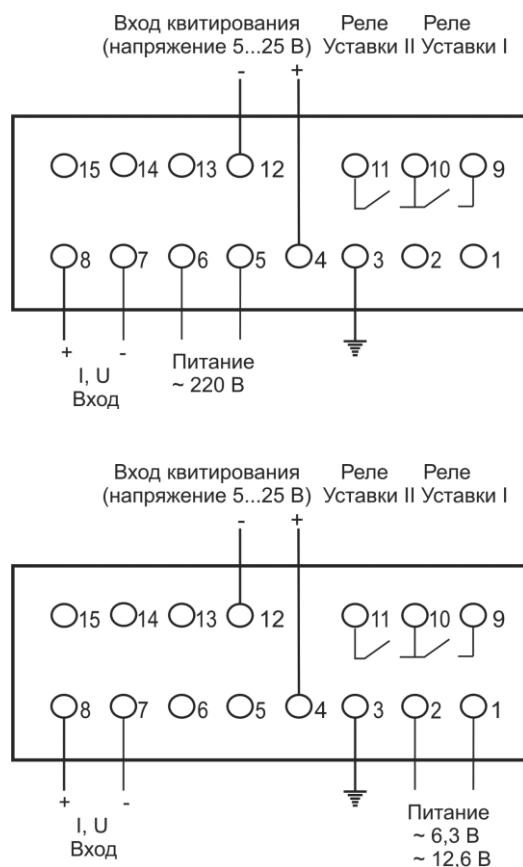 Вход квитирования Реле Реле
(напряжение 5...25 В) Уставки II Уставки I
- +
15 14 13 12 11 10 9
8 7 6 5 4 3 2 1
+ -
I, U
Вход
Питание
~ 220 В
Вход квитирования Реле Реле
(напряжение 5...25 В) Уставки II Уставки I
- +
15 14 13 12 11 10 9
8 7 6 5 4 3 2 1
+ -
I, U
Вход
Питание
~ 6,3 В
~ 12,6 В